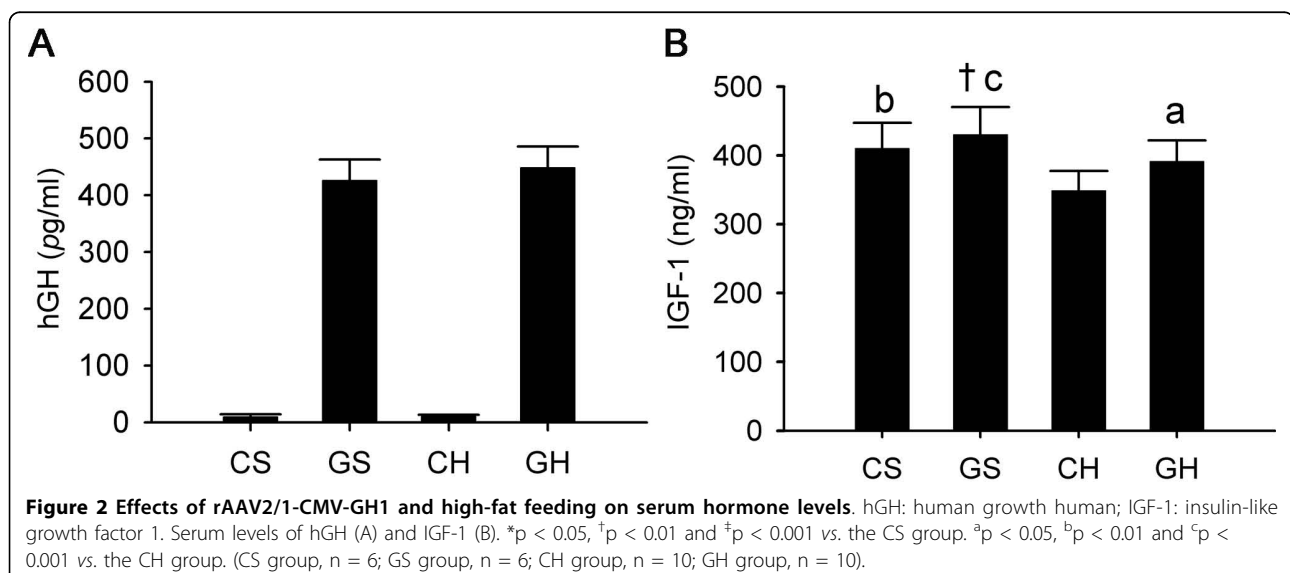 A
600
500
400
300
200
100
0
hGH (pg/ml)
CS GS CH GH
B
500
400
300
200
100
0
IGF-1 (ng/ml)
b † c a
CS GS CH GH
Figure 2 Effects of rAAV2/1-CMV-GH1 and high-fat feeding on serum hormone levels. hGH: human growth human; IGF-1: insulin-like
growth factor 1. Serum levels of hGH (A) and IGF-1 (B). *p < 0.05, †p < 0.01 and ‡p < 0.001 vs. the CS group. ᵃp < 0.05, ᵇp < 0.01 and ᶜp <
0.001 vs. the CH group. (CS group, n = 6; GS group, n = 6; CH group, n = 10; GH group, n = 10).